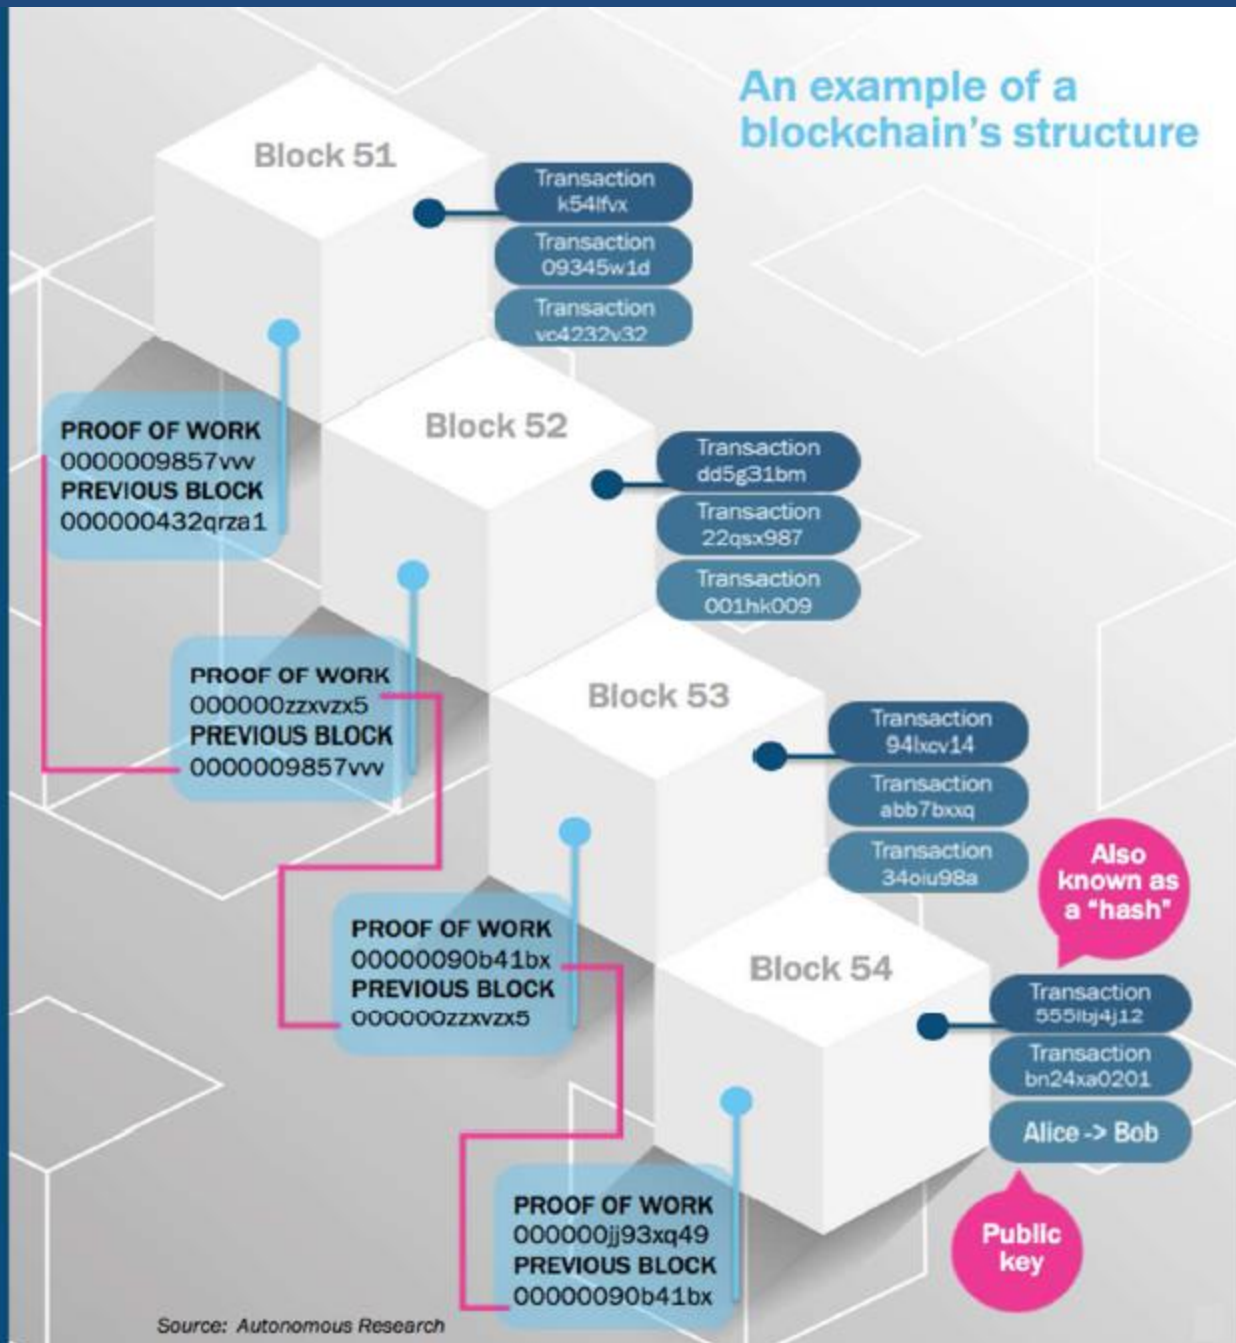 An example of a
blockchain's structure
Block 51
Transaction
k54lfvx
Transaction
09345w1d
Transaction
vc4232v32
PROOF OF WORK
0000009857vvv
PREVIOUS BLOCK
000000432qrza1
Block 52
Transaction
dd5g31bm
Transaction
22qsx987
Transaction
001hk009
PROOF OF WORK
000000zzxvzx5
PREVIOUS BLOCK
0000009857vvv
Block 53
Transaction
94lxcv14
Transaction
abb7bxxq
Transaction
34oiu98a
PROOF OF WORK
00000090b41bx
PREVIOUS BLOCK
000000zzxvzx5
Also
known as
a "hash"
Block 54
Transaction
555lbj4j12
Transaction
bn24xa0201
Alice -> Bob
Public
key
PROOF OF WORK
000000jj93xq49
PREVIOUS BLOCK
00000090b41bx
Source: Autonomous Research